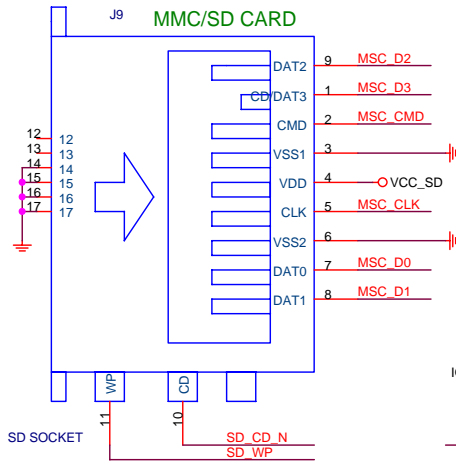 J9 MMC/SD CARD
DAT2 9 MSC_D2
CD/DAT3 1 MSC_D3
CMD 2 MSC_CMD
12 12
13 13
VSS1 3
14 14
15 15
VDD 4 VCC_SD
16 16
17 17
CLK 5 MSC_CLK
VSS2 6
DAT0 7 MSC_D0
DAT1 8 MSC_D1
WP CD
11 10
SD SOCKET SD_CD_N
SD_WP